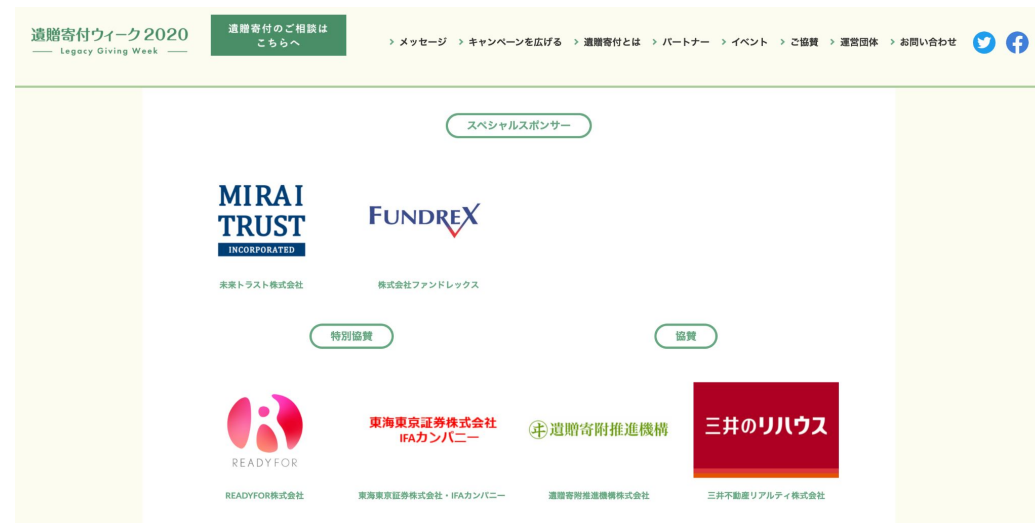 遺贈寄付ウィーク2020
Legacy Giving Week
遺贈寄付のご相談は
こちらへ
メッセージ
キャンペーンを広げる
遺贈寄付とは
パートナー
イベント
ご協賛
運営団体
お問い合わせ
スペシャルスポンサー
MIRAI
TRUST
INCORPORATED
FUNDREX
未来トラスト株式会社
株式会社ファンドレックス
特別協賛
協賛
READYFOR
東海東京証券株式会社
IFAカンパニー
遺贈寄附推進機構
三井のリハウス
READYFOR株式会社
東海東京証券株式会社・IFAカンパニー
遺贈寄附推進機構株式会社
三井不動産リアルティ株式会社